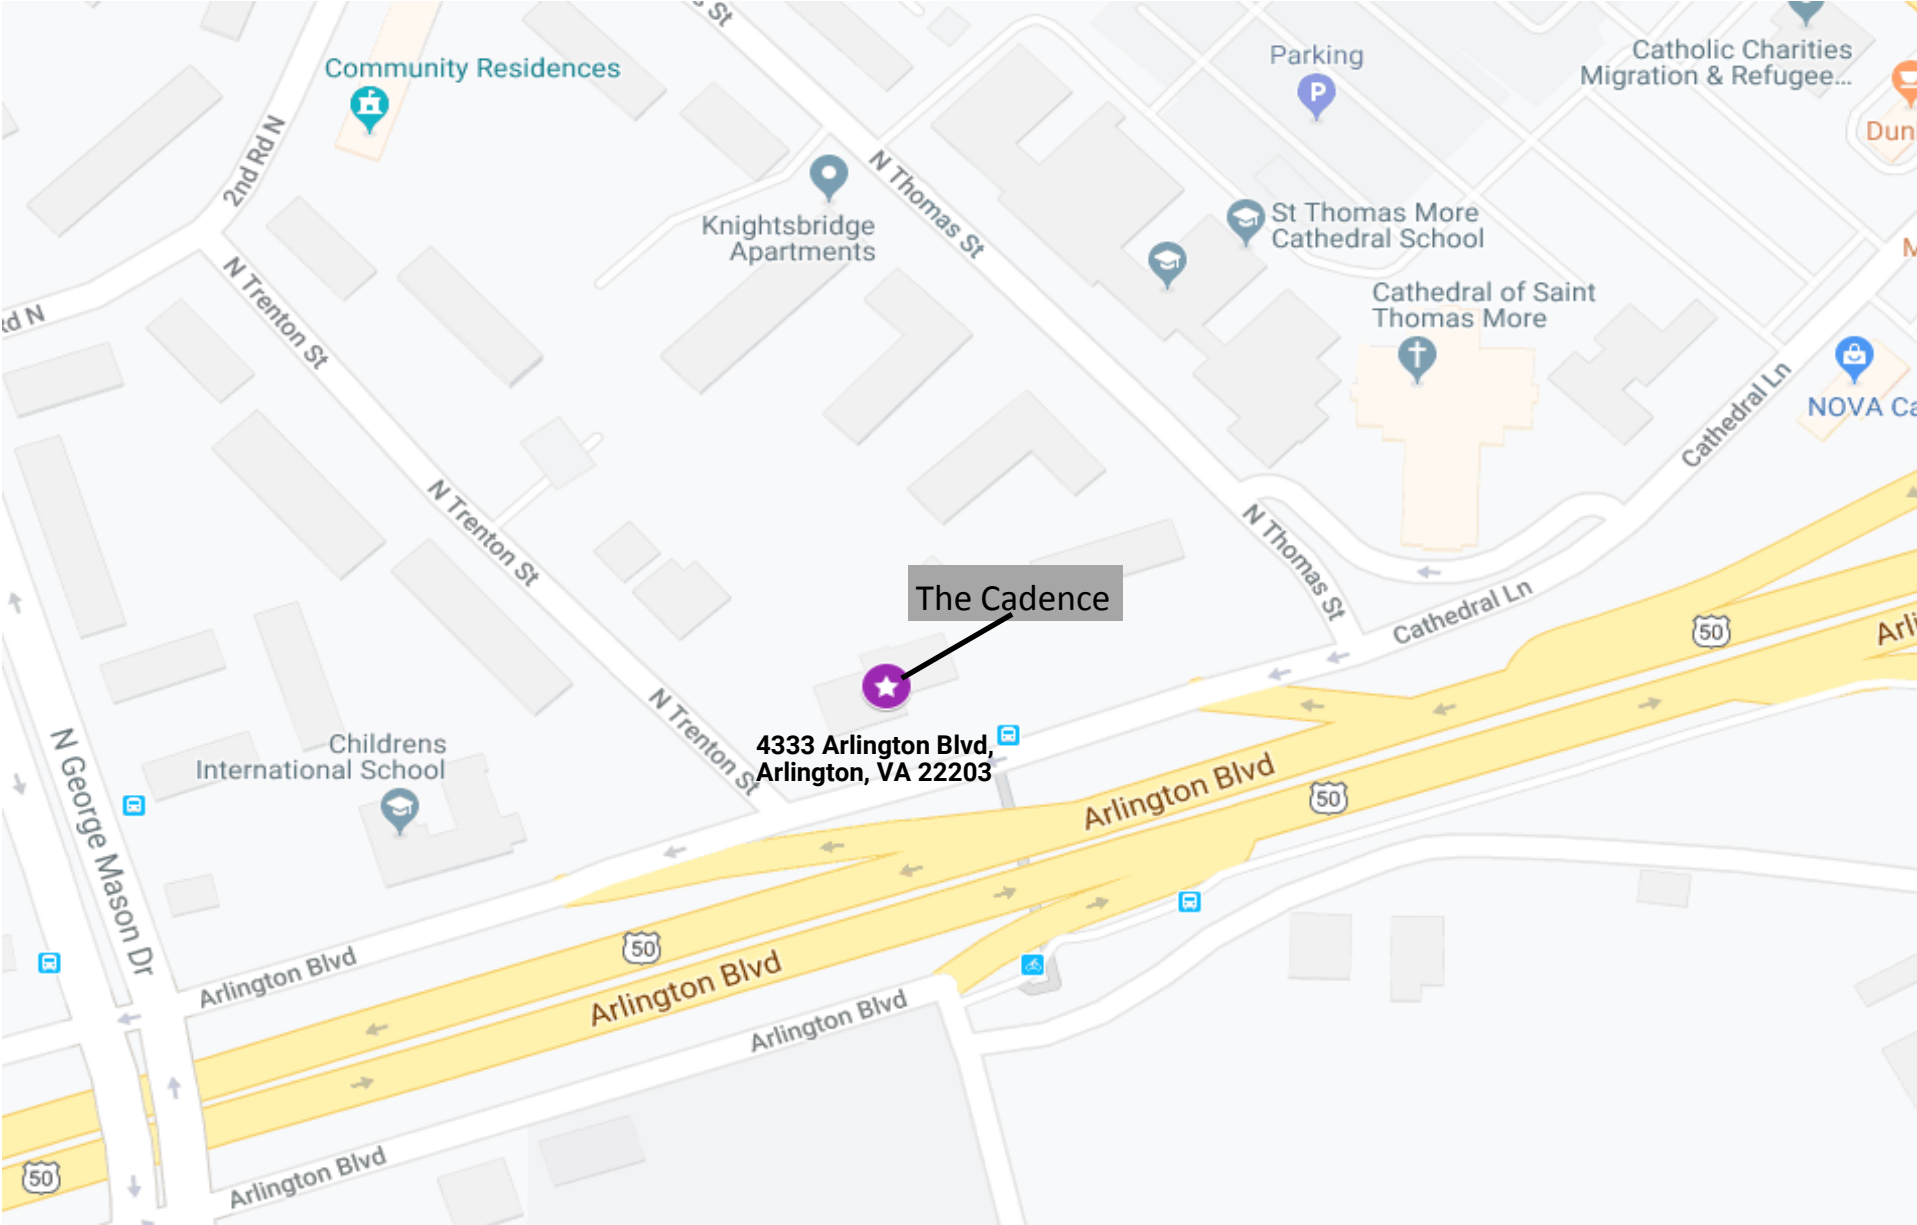 s St
Community Residences
Parking
P
Catholic Charities
Migration & Refugee...
Dun
2nd Rd N
N Thomas St
Knightsbridge
Apartments
St Thomas More
Cathedral School
M
N Trenton St
Rd N
Cathedral of Saint
Thomas More
NOVA Ca
Cathedral Ln
N Trenton St
N Thomas St
The Cadence
Cathedral Ln
50
Arli
N Trenton St
4333 Arlington Blvd,
Arlington, VA 22203
Childrens
International School
N George Mason Dr
Arlington Blvd
50
50
Arlington Blvd
Arlington Blvd
Arlington Blvd
50
Arlington Blvd